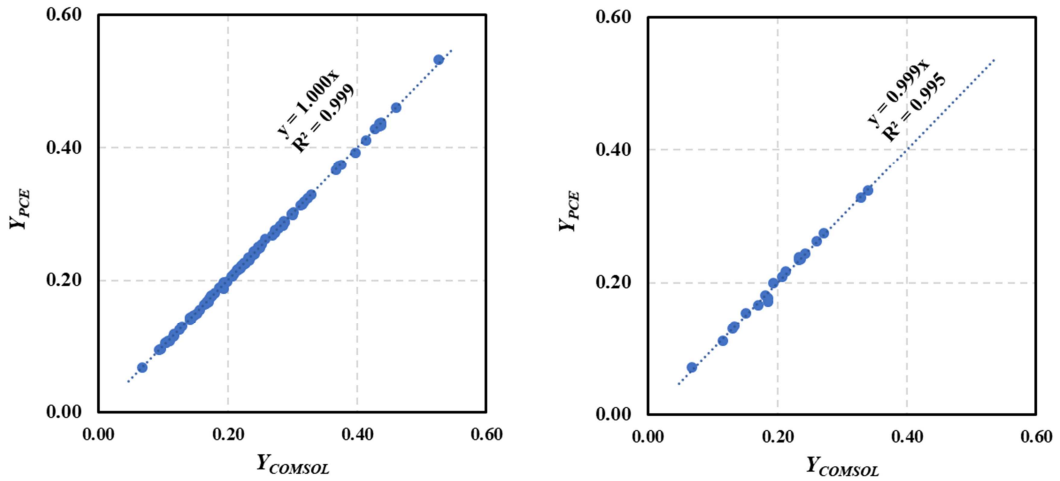 0.60
y = 1.000x
R² = 0.999
0.40
Y_PCE
0.20
0.00
0.00 0.20 0.40 0.60
Y_COMSOL
0.60
y = 0.999x
R² = 0.995
0.40
Y_PCE
0.20
0.00
0.00 0.20 0.40 0.60
Y_COMSOL